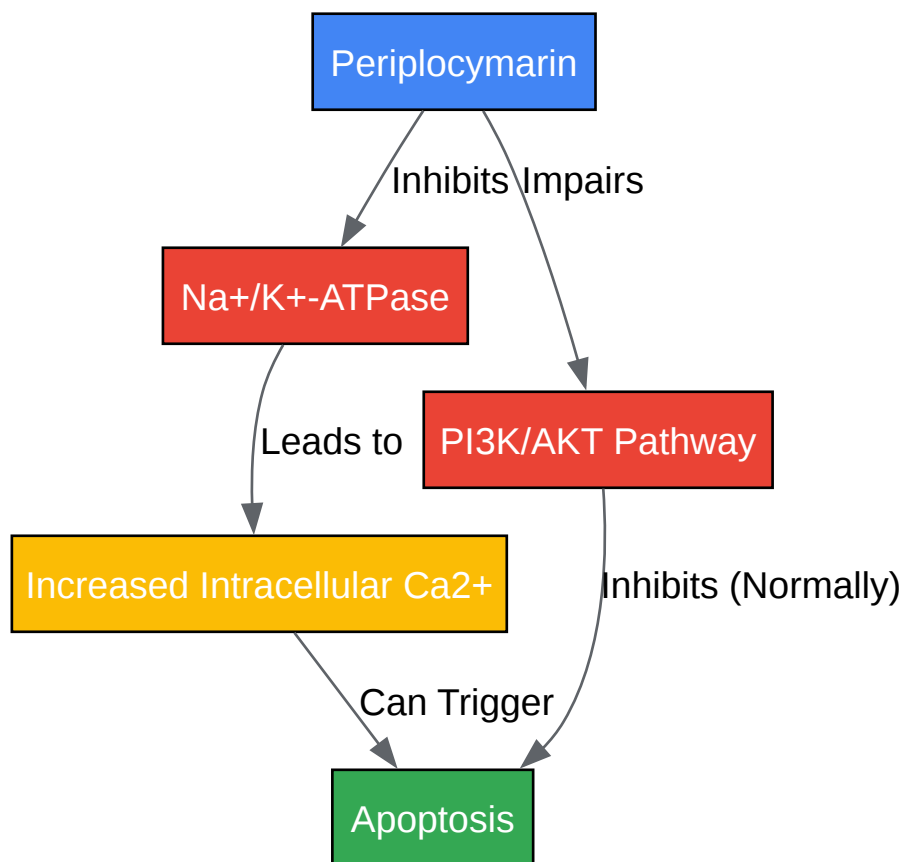 Periplocymarin
Inhibits
Impairs
Na+/K+-ATPase
Leads to
PI3K/AKT Pathway
Increased Intracellular Ca2+
Inhibits (Normally)
Can Trigger
Apoptosis